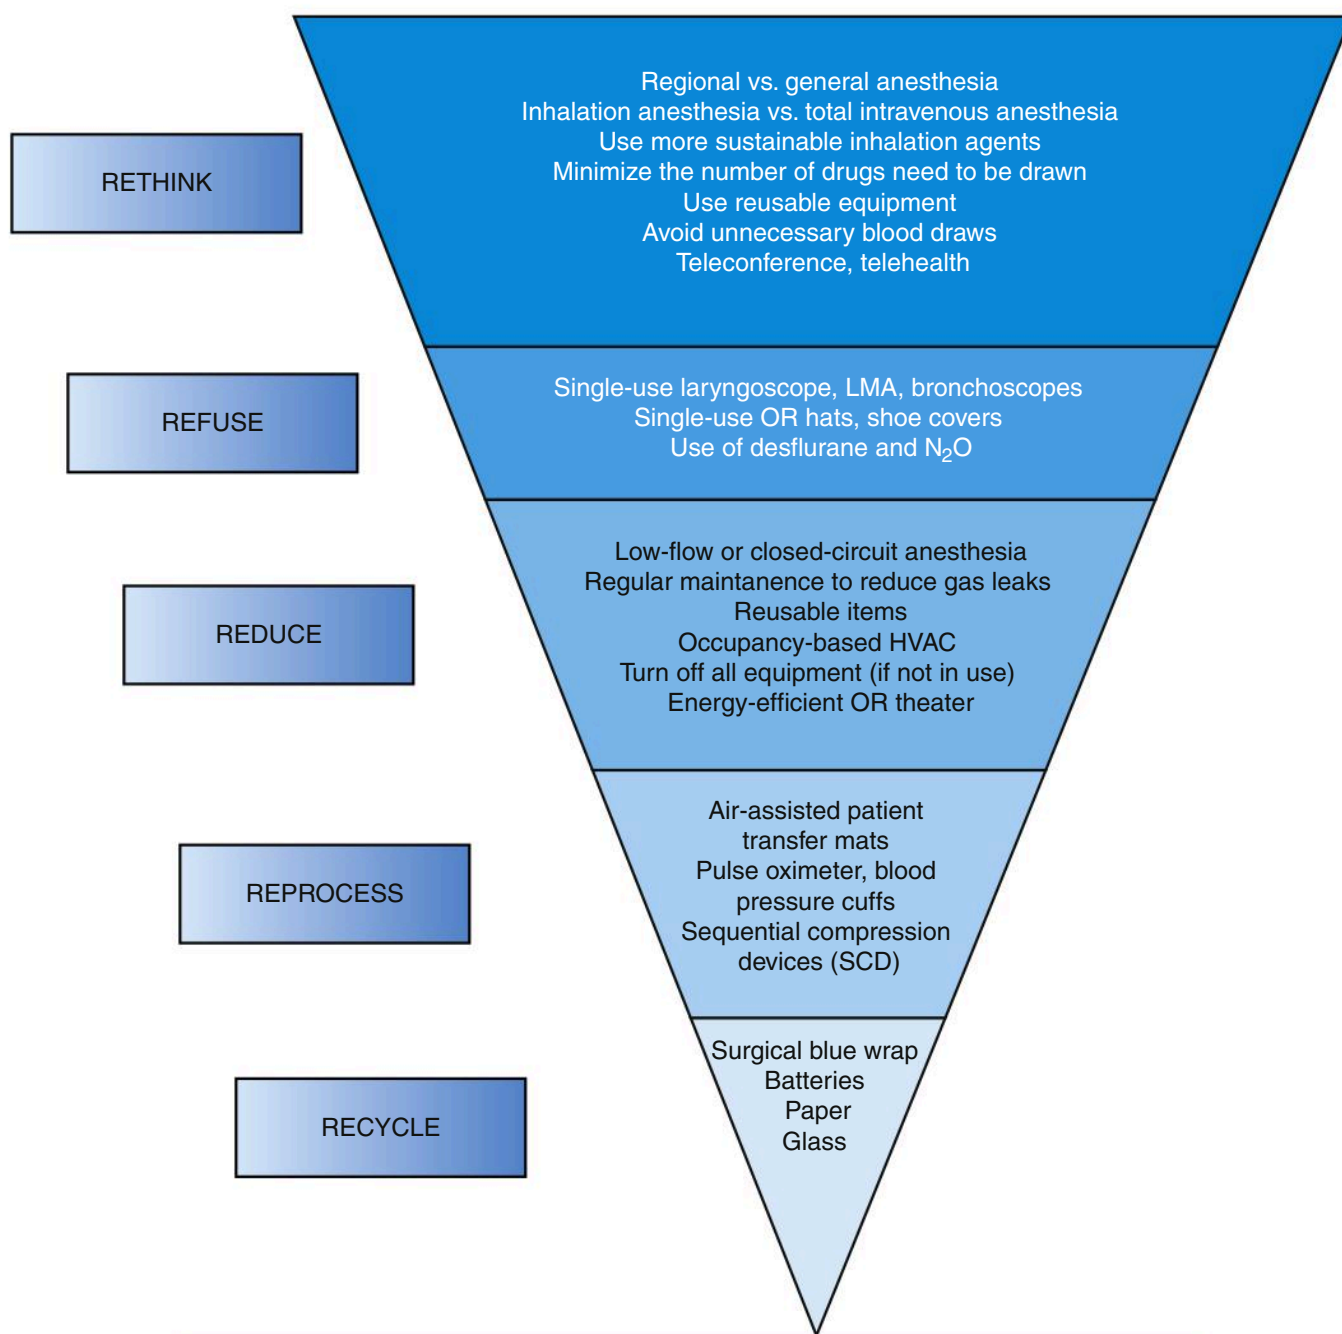 RETHINK
Regional vs. general anesthesia
Inhalation anesthesia vs. total intravenous anesthesia
Use more sustainable inhalation agents
Minimize the number of drugs need to be drawn
Use reusable equipment
Avoid unnecessary blood draws
Teleconference, telehealth
REFUSE
Single-use laryngoscope, LMA, bronchoscopes
Single-use OR hats, shoe covers
Use of desflurane and N₂O
REDUCE
Low-flow or closed-circuit anesthesia
Regular maintanence to reduce gas leaks
Reusable items
Occupancy-based HVAC
Turn off all equipment (if not in use)
Energy-efficient OR theater
REPROCESS
Air-assisted patient
transfer mats
Pulse oximeter, blood
pressure cuffs
Sequential compression
devices (SCD)
RECYCLE
Surgical blue wrap
Batteries
Paper
Glass